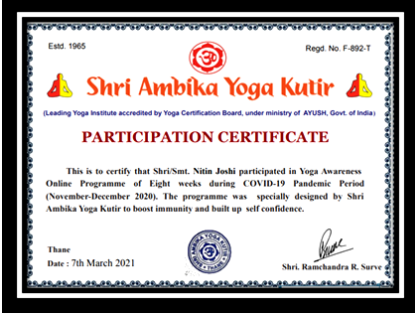 Estd. 1965
Regd. No. F-892-T
Shri Ambika Yoga Kutir
(Leading Yoga Institute accredited by Yoga Certification Board, under ministry of AYUSH, Govt. of India)
PARTICIPATION CERTIFICATE
This is to certify that Shri/Smt. Nitin Joshi participated in Yoga Awareness
Online Programme of Eight weeks during COVID-19 Pandemic Period
(November-December 2020). The programme was specially designed by Shri
Ambika Yoga Kutir to boost immunity and built up self confidence.
Thane
Date : 7th March 2021
AMBIKA YOGA KUTIR
THANE
Shri. Ramchandra R. Surve